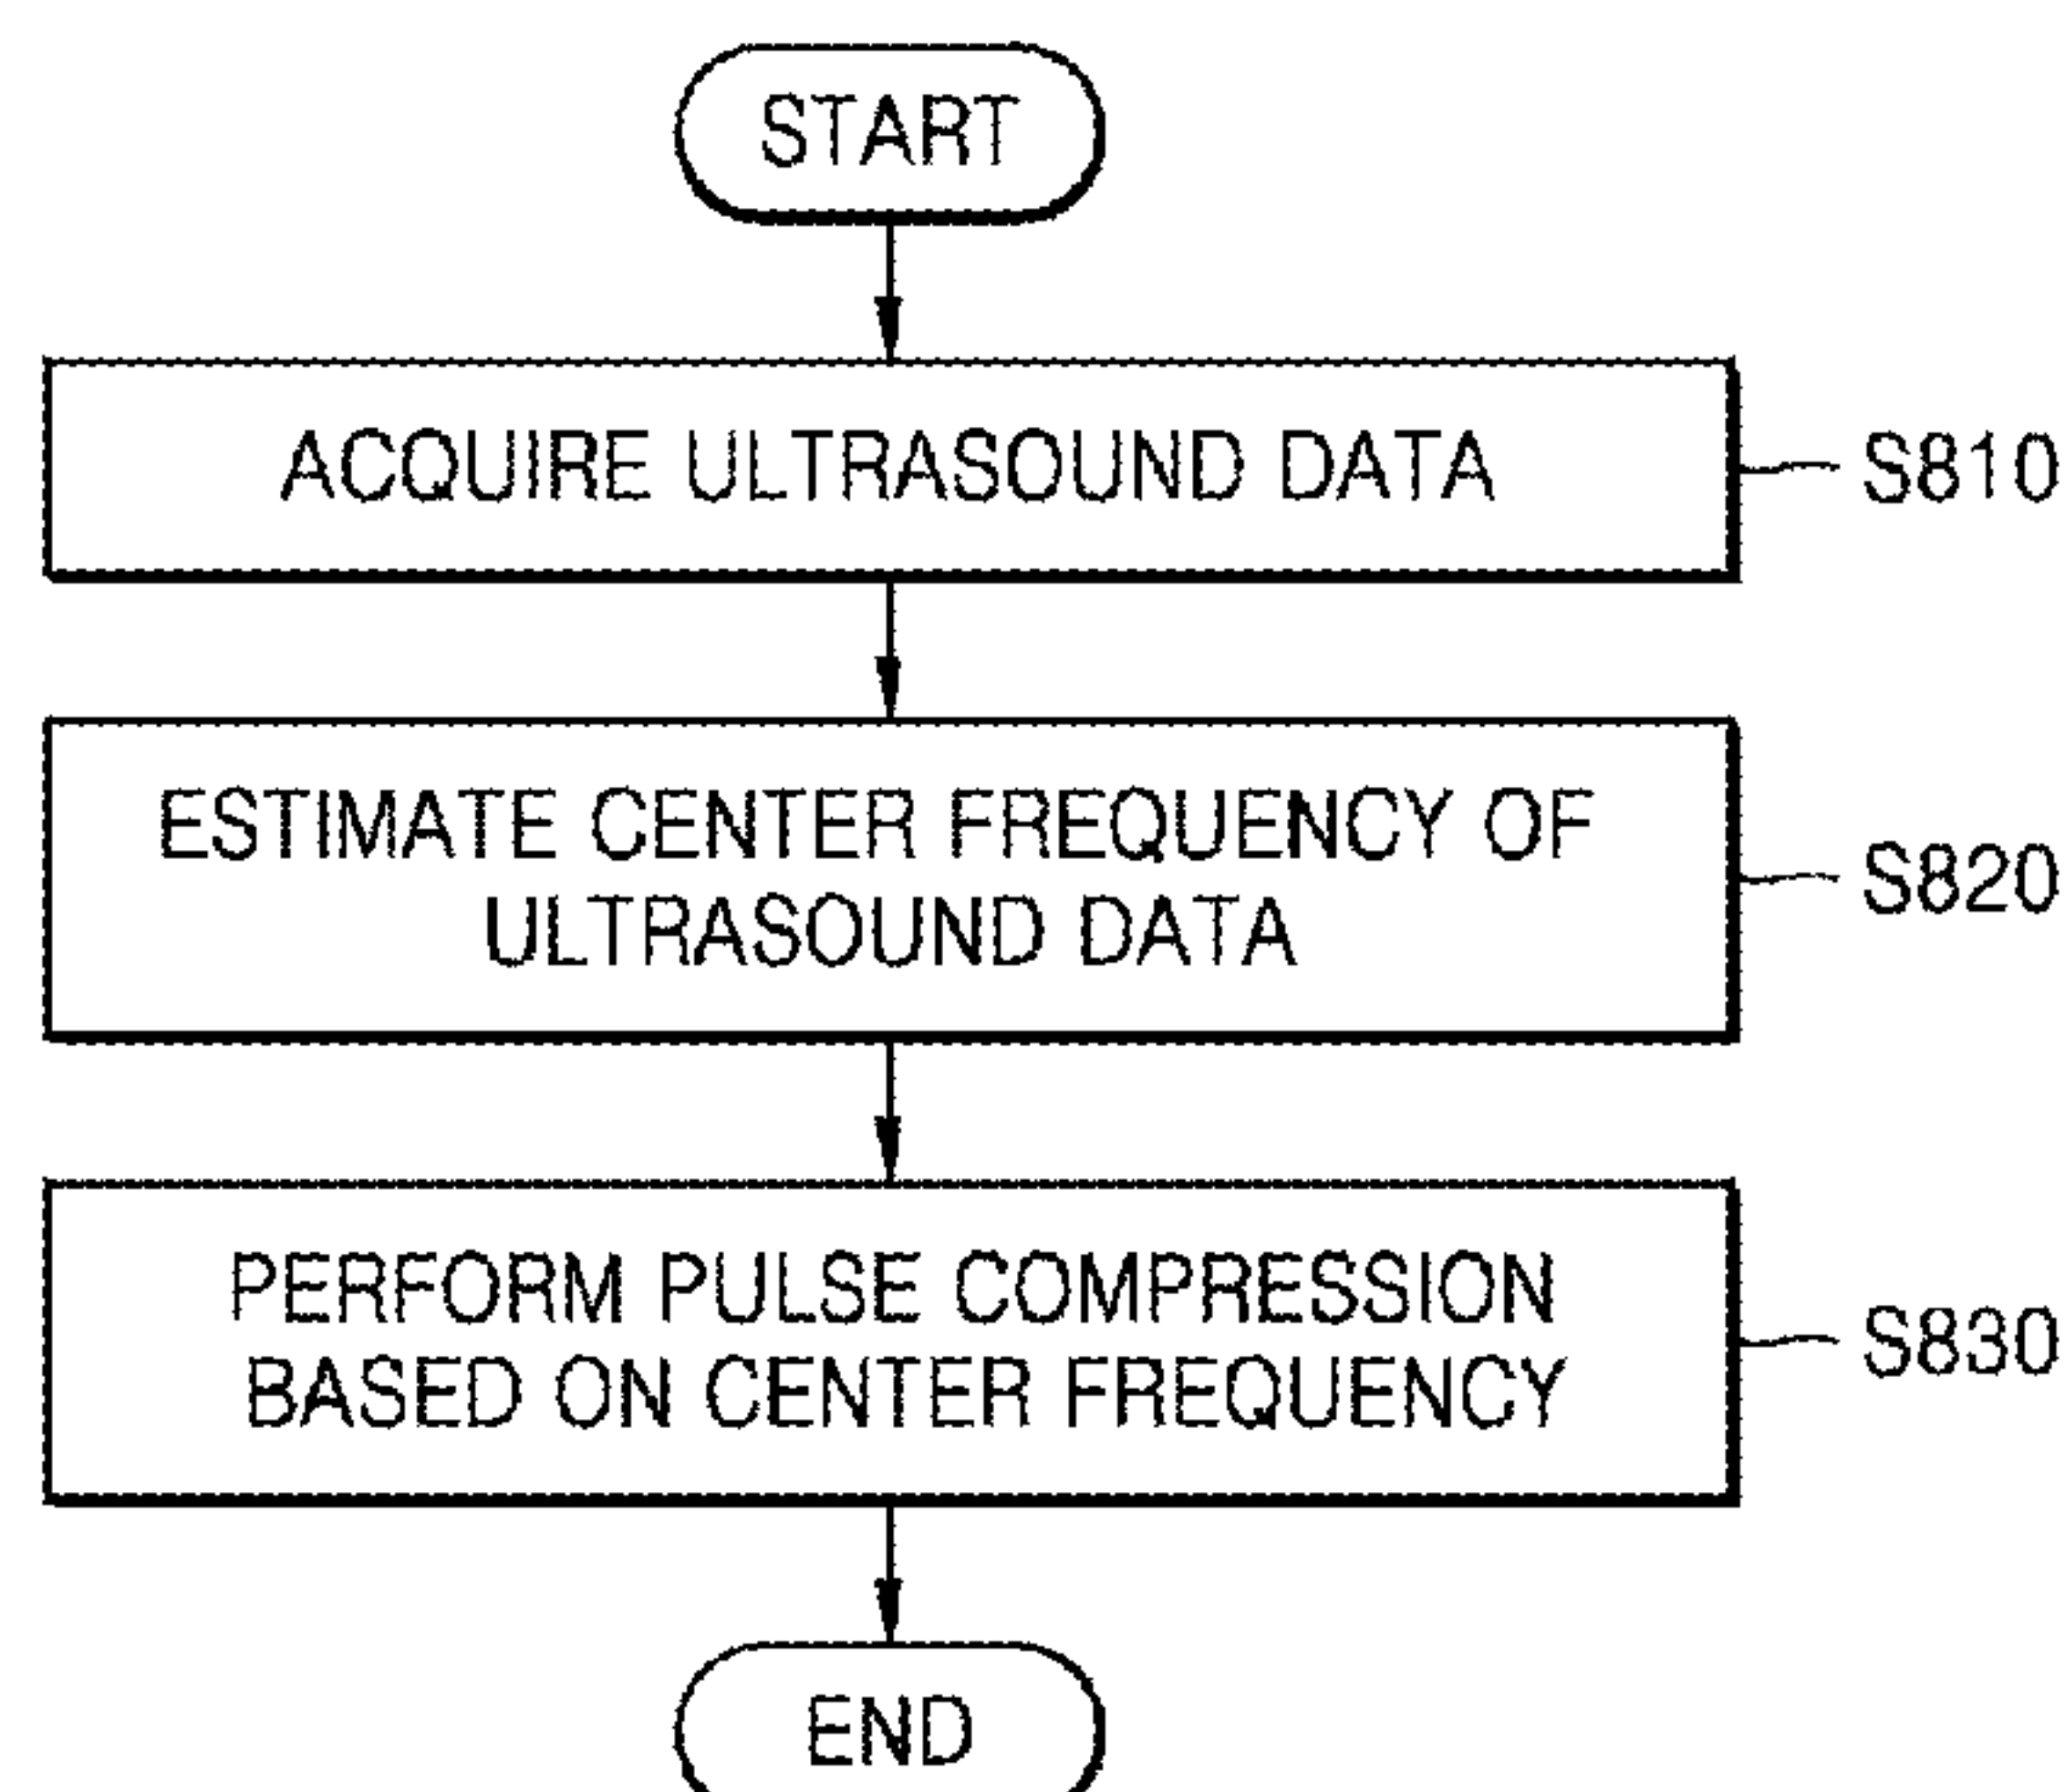 START
ACQUIRE ULTRASOUND DATA
S810
ESTIMATE CENTER FREQUENCY OF
ULTRASOUND DATA
S820
PERFORM PULSE COMPRESSION
BASED ON CENTER FREQUENCY
S830
END